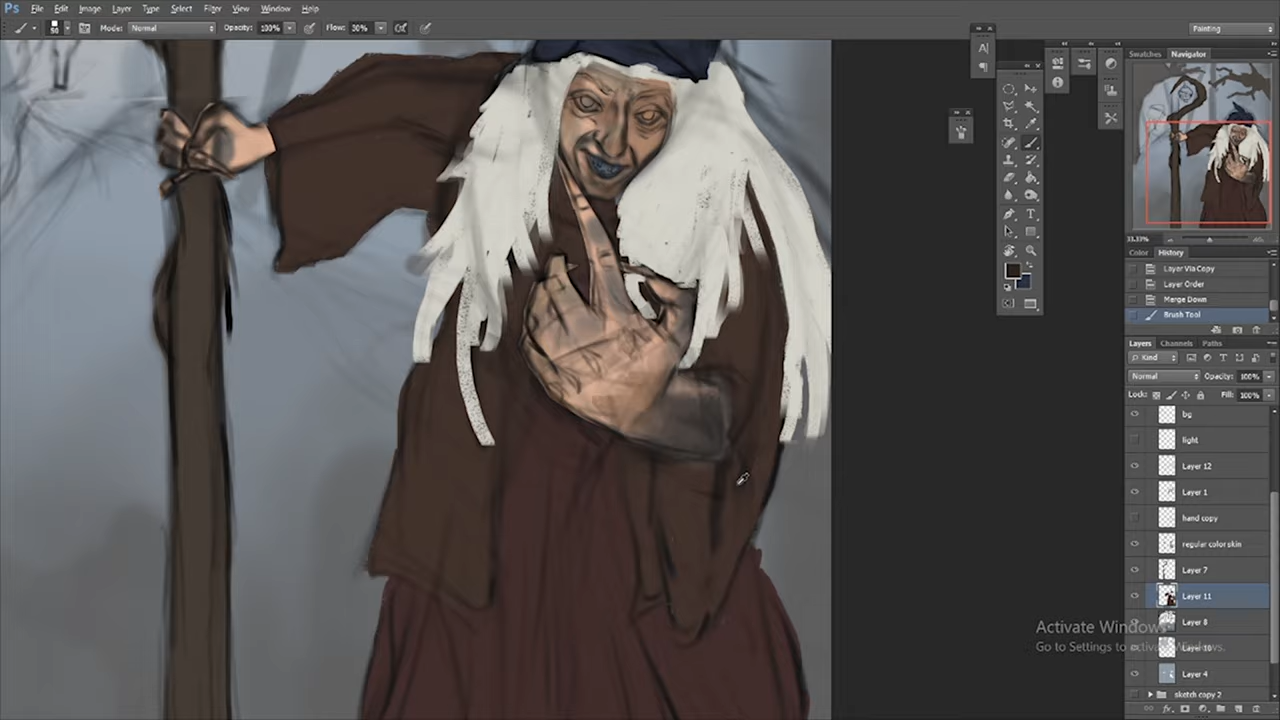 Ps File Edit Image Layer Type Select Filter View Window Help
50 Mode: Normal Opacity: 100% Flow: 30% Painting
Swatches Navigator
33.33%
Color History
Layer Via Copy
Layer Order
Merge Down
Brush Tool
Layers Channels Paths
Kind
Normal Opacity: 100%
Lock: Fill: 100%
bg
light
Layer 12
Layer 1
hand copy
regular color skin
Layer 7
Layer 11
Layer 8
Layer 10
Layer 4
sketch copy 2
Activate Windows
Go to Settings to activate Windows.